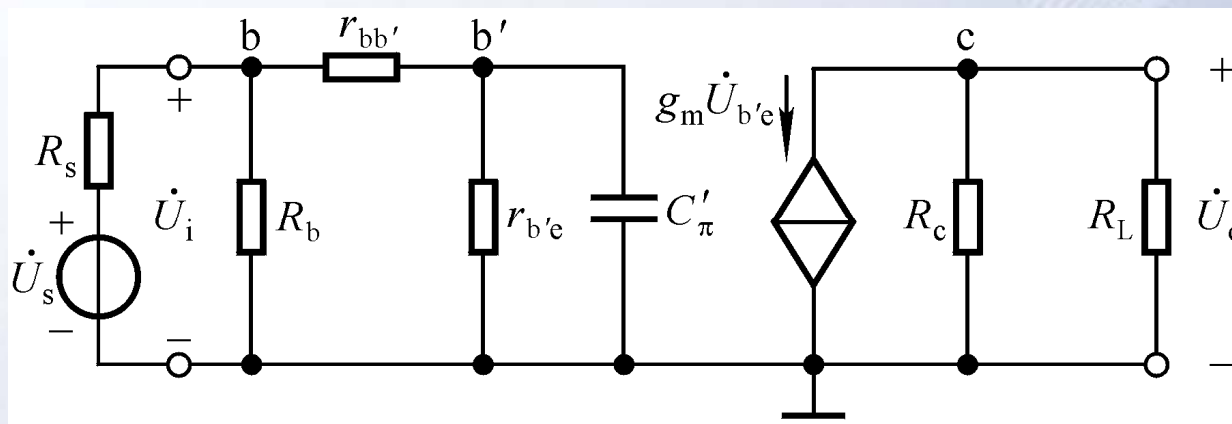 b
r_bb′
b′
c
+
+
g_m U̇_b′e
R_s
+
U̇_i
R_b
r_b′e
C′_π
R_c
R_L
U̇_s
−
−
−